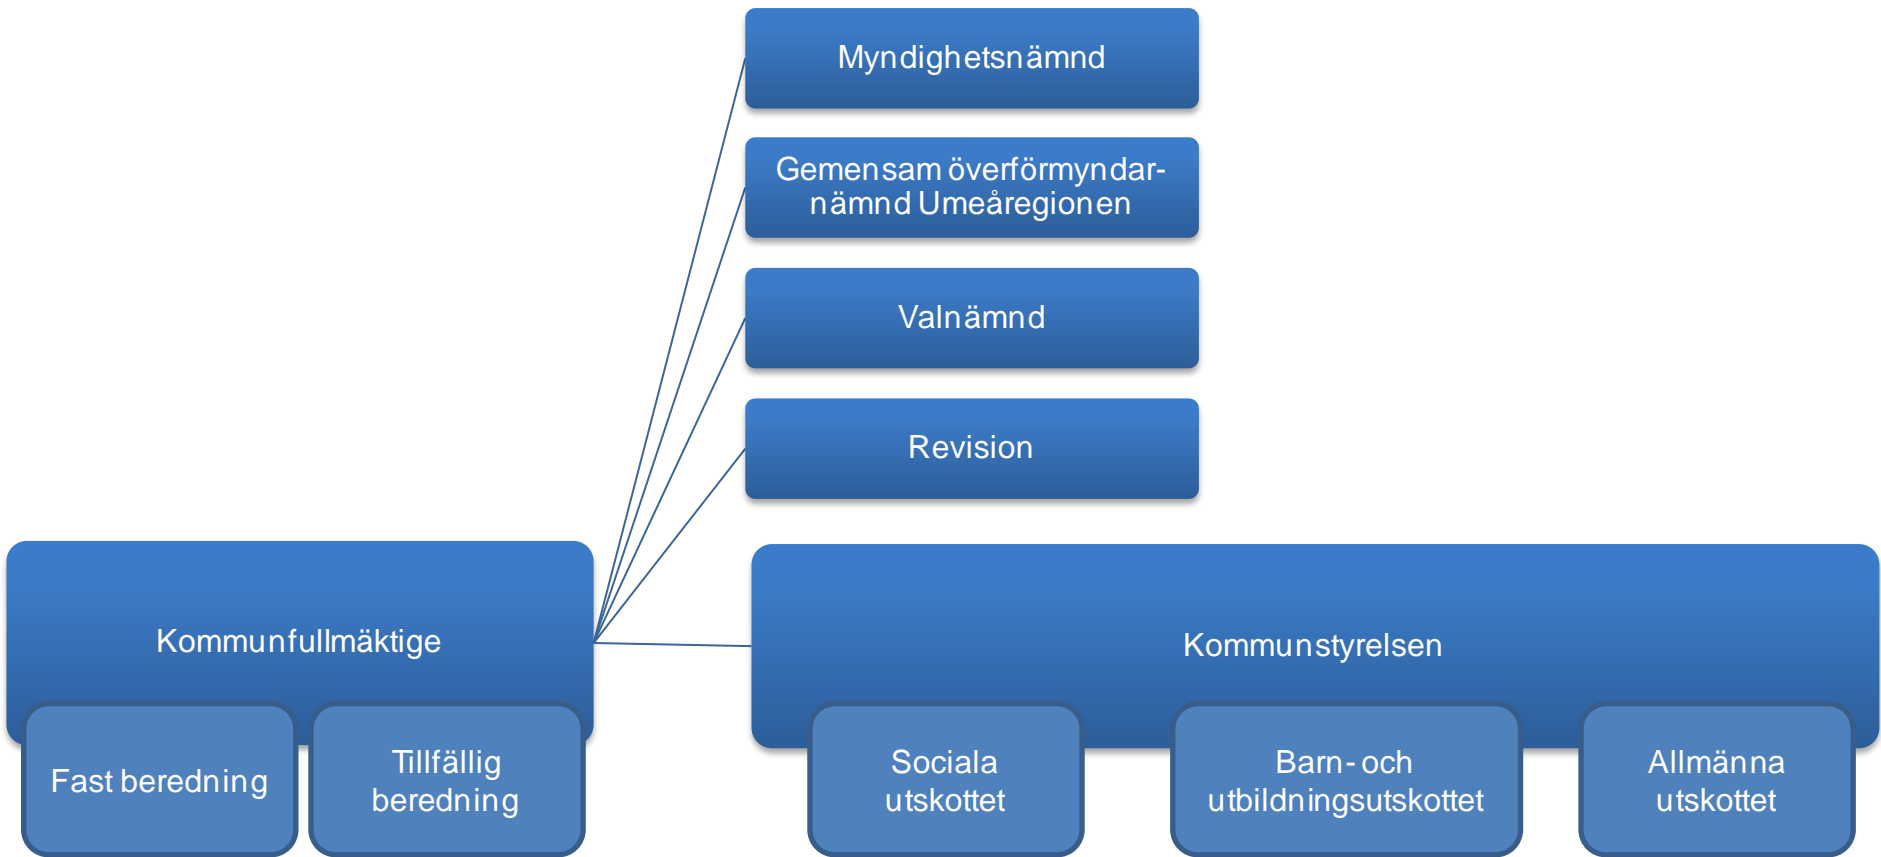 Myndighetsnämnd
Gemensam överförmyndar-
nämnd Umeåregionen
Valnämnd
Revision
Kommunfullmäktige
Fast beredning
Tillfällig
beredning
Kommunstyrelsen
Sociala
utskottet
Barn- och
utbildningsutskottet
Allmänna
utskottet